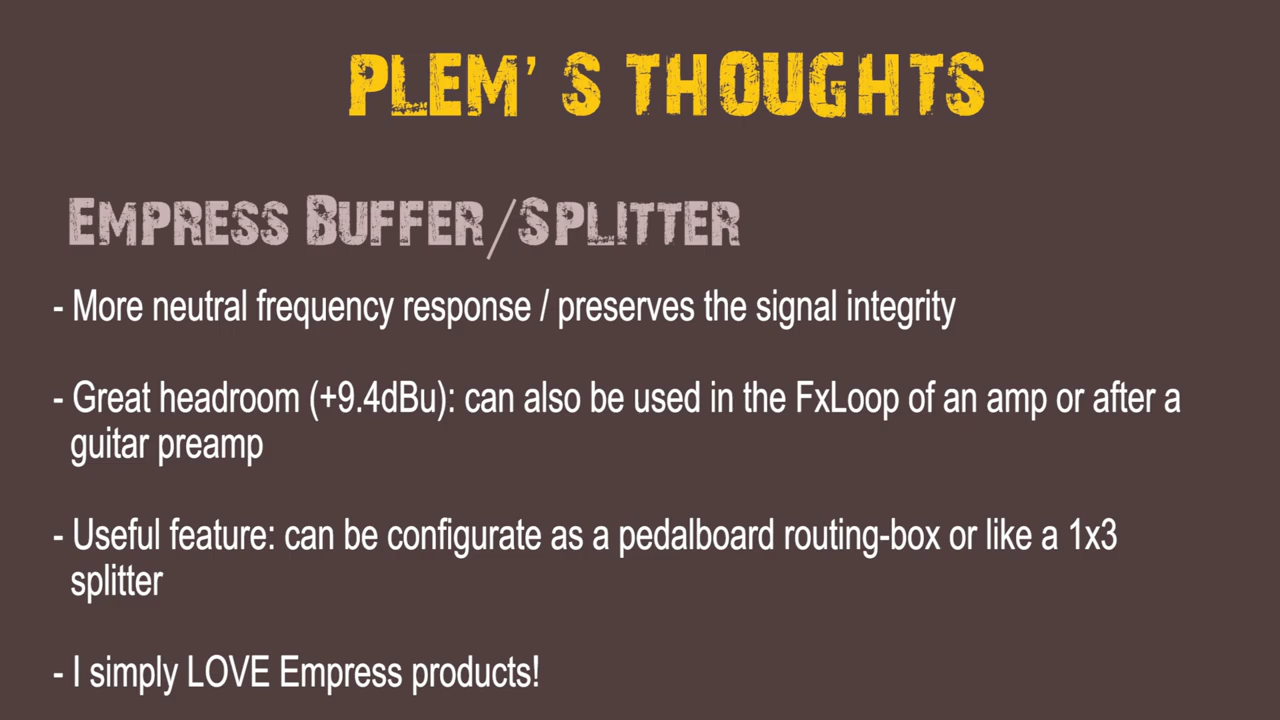 PLEM'S THOUGHTS
EMPRESS BUFFER/SPLITTER
- More neutral frequency response / preserves the signal integrity
- Great headroom (+9.4dBu): can also be used in the FxLoop of an amp or after a
guitar preamp
- Useful feature: can be configurate as a pedalboard routing-box or like a 1x3
splitter
- I simply LOVE Empress products!